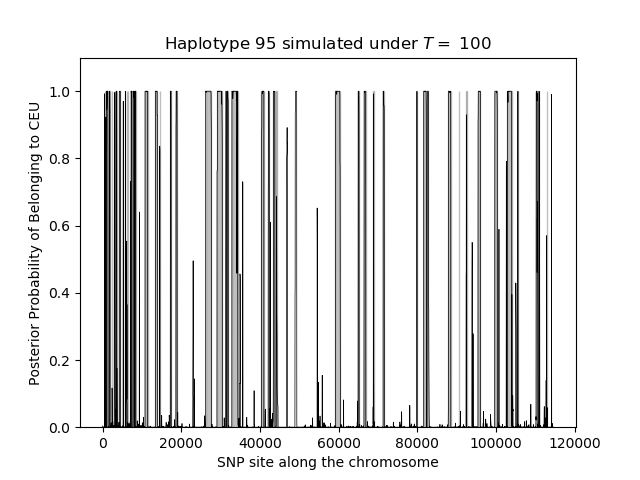 Haplotype 95 simulated under T = 100
Posterior Probability of Belonging to CEU
1.0
0.8
0.6
0.4
0.2
0.0
0 20000 40000 60000 80000 100000 120000
SNP site along the chromosome